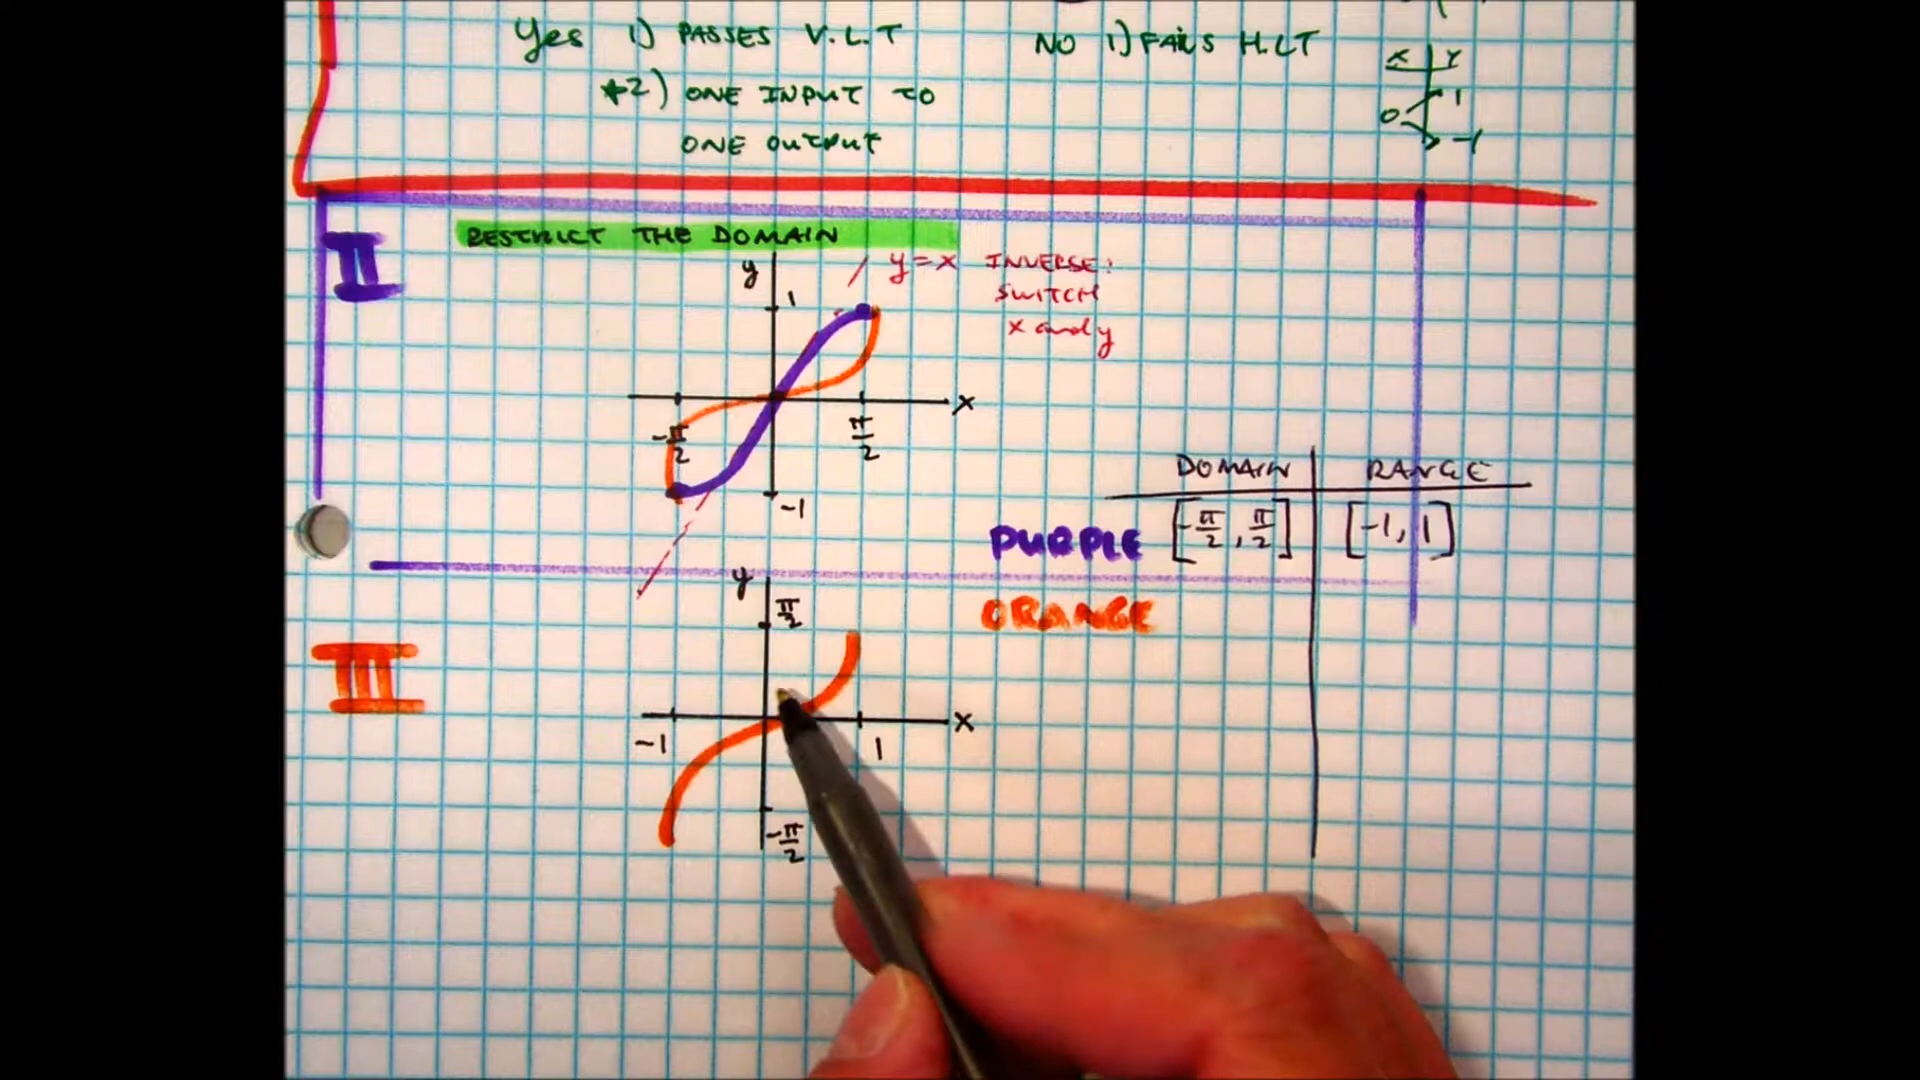 Yes 1) PASSES V.L.T
*2) ONE INPUT TO
ONE OUTPUT
NO 1) FAILS H.LT
X Y
0 1
-1
II
RESTRICT THE DOMAIN
y
1
y=x
INVERSE:
SWITCH
x and y
x
-π/2
π/2
-1
DOMAIN RANGE
PURPLE [-π/2, π/2] [-1, 1]
ORANGE
III
y
π/2
x
-1
1
-π/2